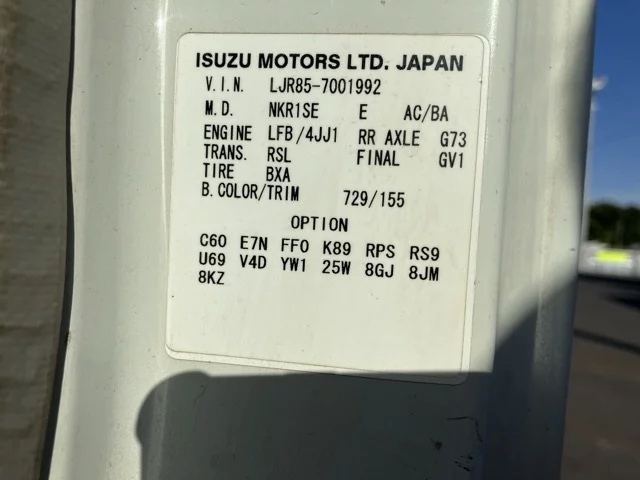 ISUZU MOTORS LTD. JAPAN
V.I.N. LJR85-7001992
M.D. NKR1SE E AC/BA
ENGINE LFB/4JJ1 RR AXLE G73
TRANS. RSL FINAL GV1
TIRE BXA
B.COLOR/TRIM 729/155
OPTION
C60 E7N FF0 K89 RPS RS9
U69 V4D YW1 25W 8GJ 8JM
8KZ